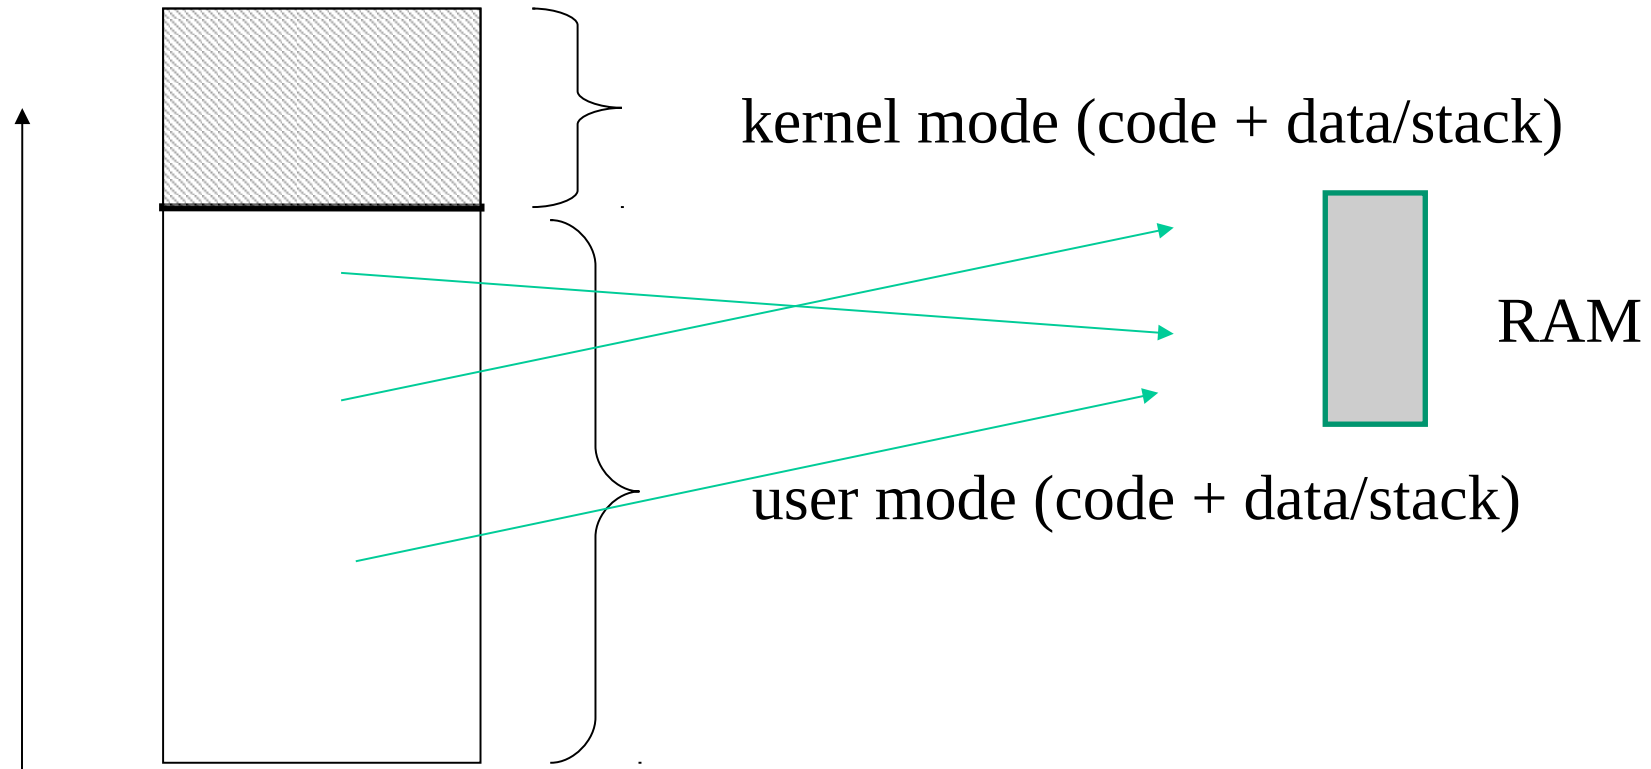 kernel mode (code + data/stack)
RAM
user mode (code + data/stack)